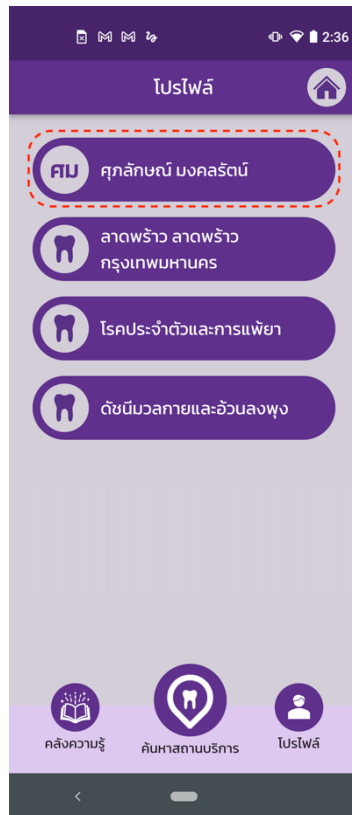 2:36
โปรไฟล์
ศม
ศุภลักษณ์ มงคลรัตน์
ลาดพร้าว ลาดพร้าว
กรุงเทพมหานคร
โรคประจำตัวและการแพ้ยา
ดัชนีมวลกายและอ้วนลงพุง
คลังความรู้
ค้นหาสถานบริการ
โปรไฟล์